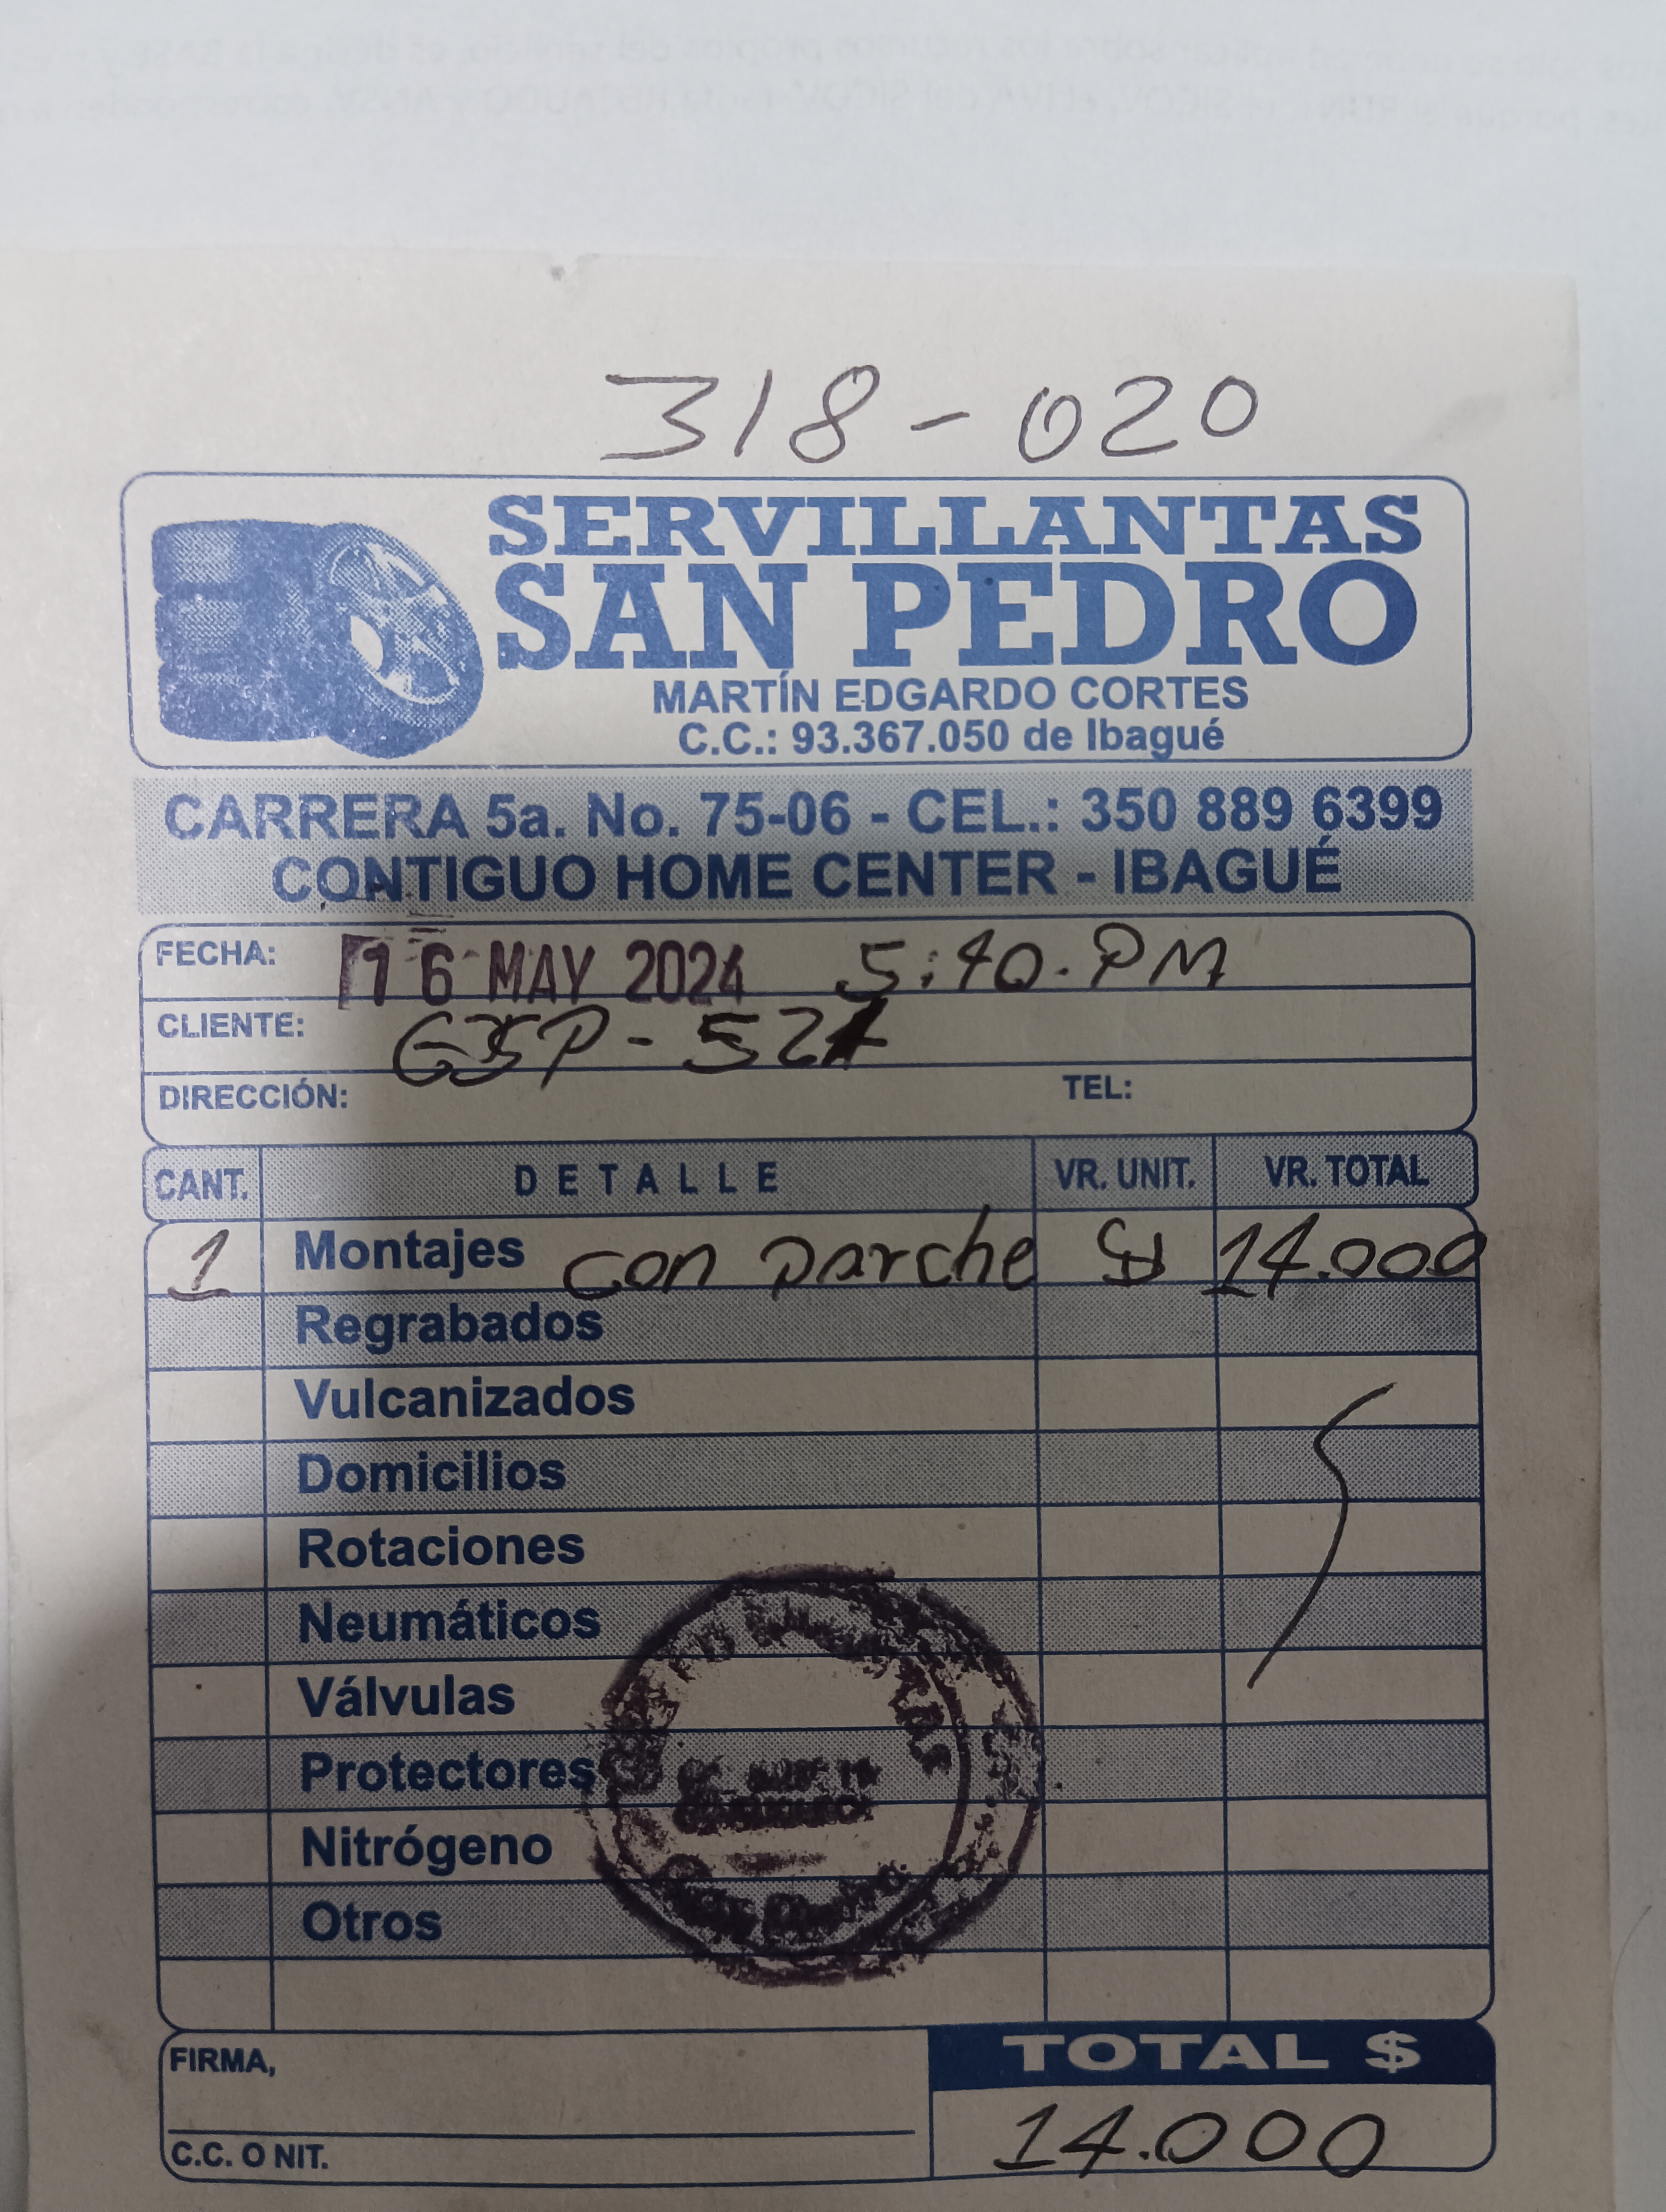 318-020
SERVILLANTAS
SAN PEDRO
MARTÍN EDGARDO CORTES
C.C.: 93.367.050 de Ibagué
CARRERA 5a. No. 75-06 - CEL.: 350 889 6399
CONTIGUO HOME CENTER - IBAGUÉ
FECHA: 16 MAY 2024 5:40.PM
CLIENTE:
DIRECCIÓN: TEL:
CANT. DETALLE VR. UNIT. VR. TOTAL
1 Montajes con parche $ 14.000
Regrabados
Vulcanizados
Domicilios
Rotaciones
Neumáticos
Válvulas
Protectores
Nitrógeno
Otros
FIRMA,
TOTAL $
C.C. O NIT.
14.000